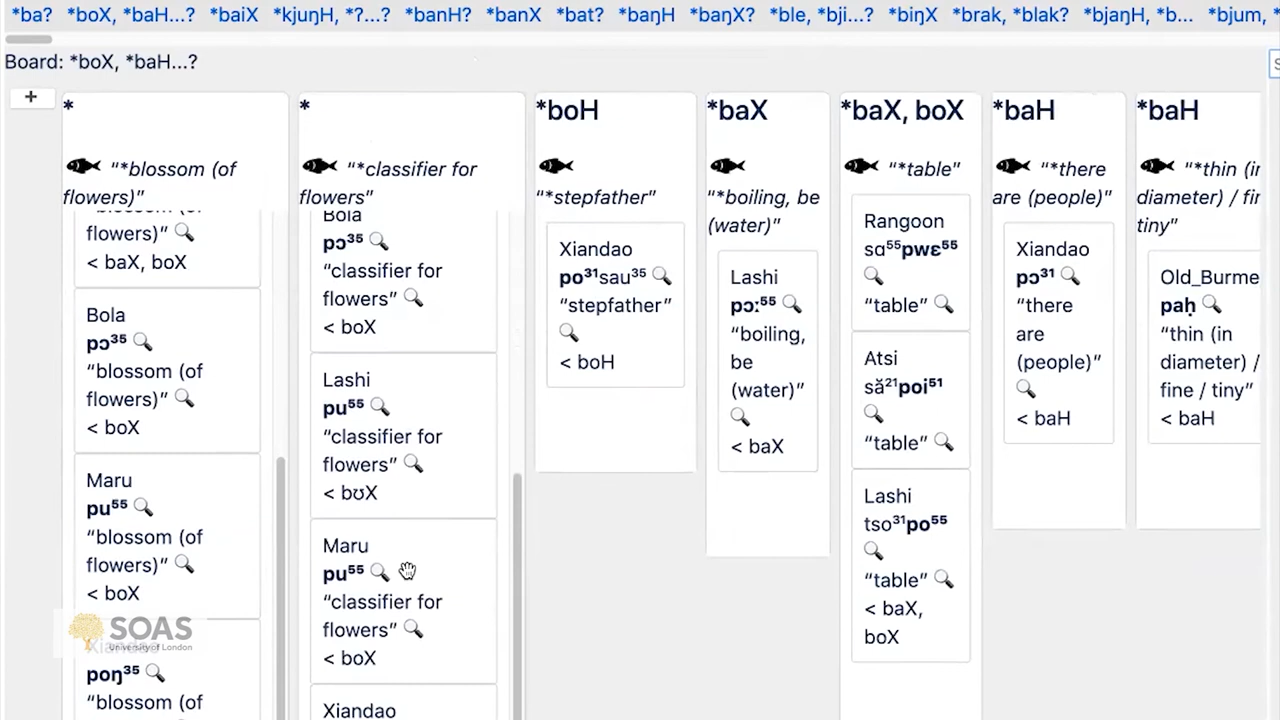 *ba? *boX, *baH...? *baiX *kjuŋH, *ʔ...? *banH? *banX *bat? *baŋH *baŋX? *ble, *bji...? *biŋX *brak, *blak? *bjaŋH, *b... *bjum, *
Board: *boX, *baH...?
+
*
"*blossom (of
flowers)"
flowers)"
< baX, boX
Bola
pɔ³⁵
"blossom (of
flowers)"
< boX
Maru
pu⁵⁵
"blossom (of
flowers)"
< boX
poŋ³⁵
"blossom (of
*
"*classifier for
flowers"
Bola
pɔ³⁵
"classifier for
flowers"
< boX
Lashi
pu⁵⁵
"classifier for
flowers"
< bʊX
Maru
pu⁵⁵
"classifier for
flowers"
< boX
Xiandao
*boH
"*stepfather"
Xiandao
po³¹sau³⁵
"stepfather"
< boH
*baX
"*boiling, be
(water)"
Lashi
pɔː⁵⁵
"boiling,
be
(water)"
< baX
*baX, boX
"*table"
Rangoon
sɑ⁵⁵pwɛ⁵⁵
"table"
Atsi
să²¹poi⁵¹
"table"
Lashi
tso³¹po⁵⁵
"table"
< baX,
boX
*baH
"*there
are (people)"
Xiandao
pɔ³¹
"there
are
(people)"
< baH
*baH
"*thin (in
diameter) / fin
tiny"
Old_Burme
paḥ
"thin (in
diameter) /
fine / tiny"
< baH
SOAS
University of London